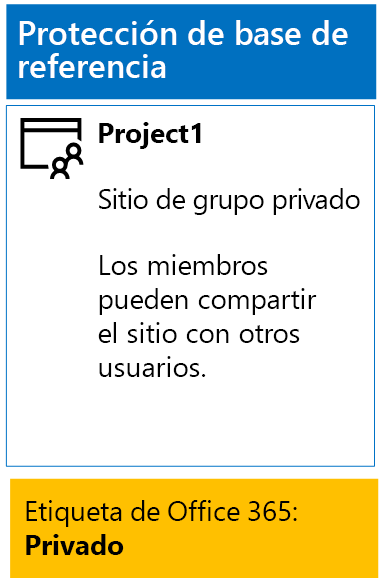 Protección de base de
referencia
Project1
Sitio de grupo privado
Los miembros
pueden compartir
el sitio con otros
usuarios.
Etiqueta de Office 365:
Privado